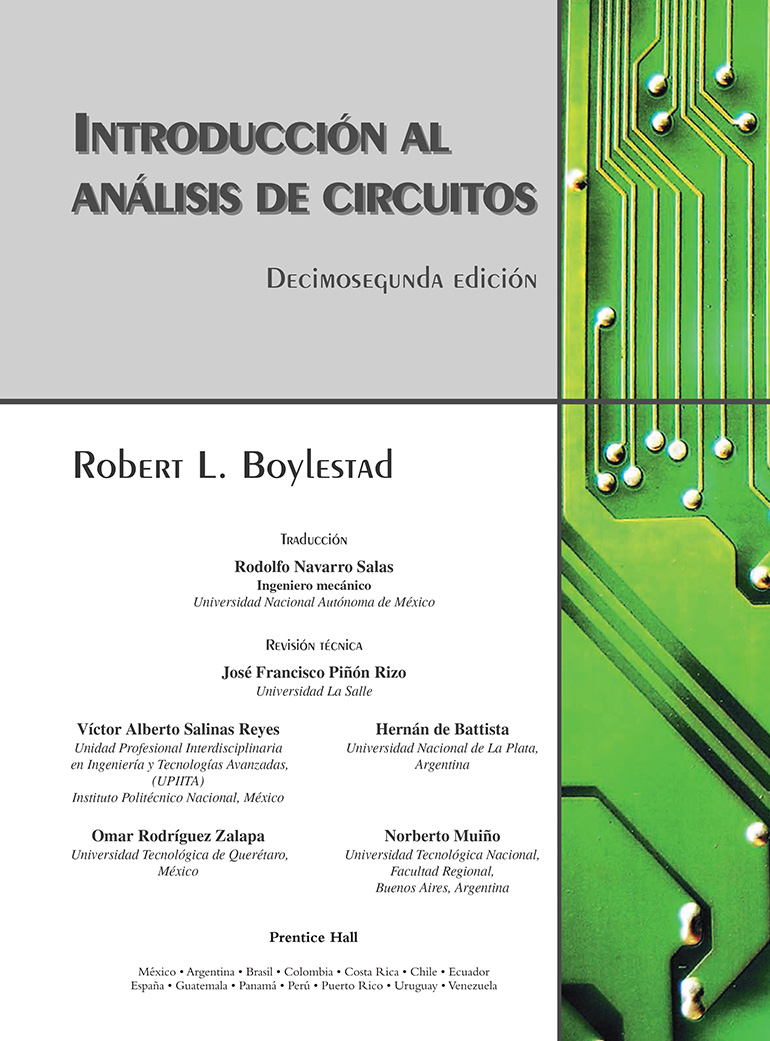 INTRODUCCIÓN AL
ANÁLISIS DE CIRCUITOS
Decimosegunda edición
Robert L. Boylestad
Traducción
Rodolfo Navarro Salas
Ingeniero mecánico
Universidad Nacional Autónoma de México
Revisión técnica
José Francisco Piñón Rizo
Universidad La Salle
Víctor Alberto Salinas Reyes
Unidad Profesional Interdisciplinaria
en Ingeniería y Tecnologías Avanzadas,
(UPIITA)
Instituto Politécnico Nacional, México
Hernán de Battista
Universidad Nacional de La Plata,
Argentina
Omar Rodríguez Zalapa
Universidad Tecnológica de Querétaro,
México
Norberto Muiño
Universidad Tecnológica Nacional,
Facultad Regional,
Buenos Aires, Argentina
Prentice Hall
México • Argentina • Brasil • Colombia • Costa Rica • Chile • Ecuador
España • Guatemala • Panamá • Perú • Puerto Rico • Uruguay • Venezuela